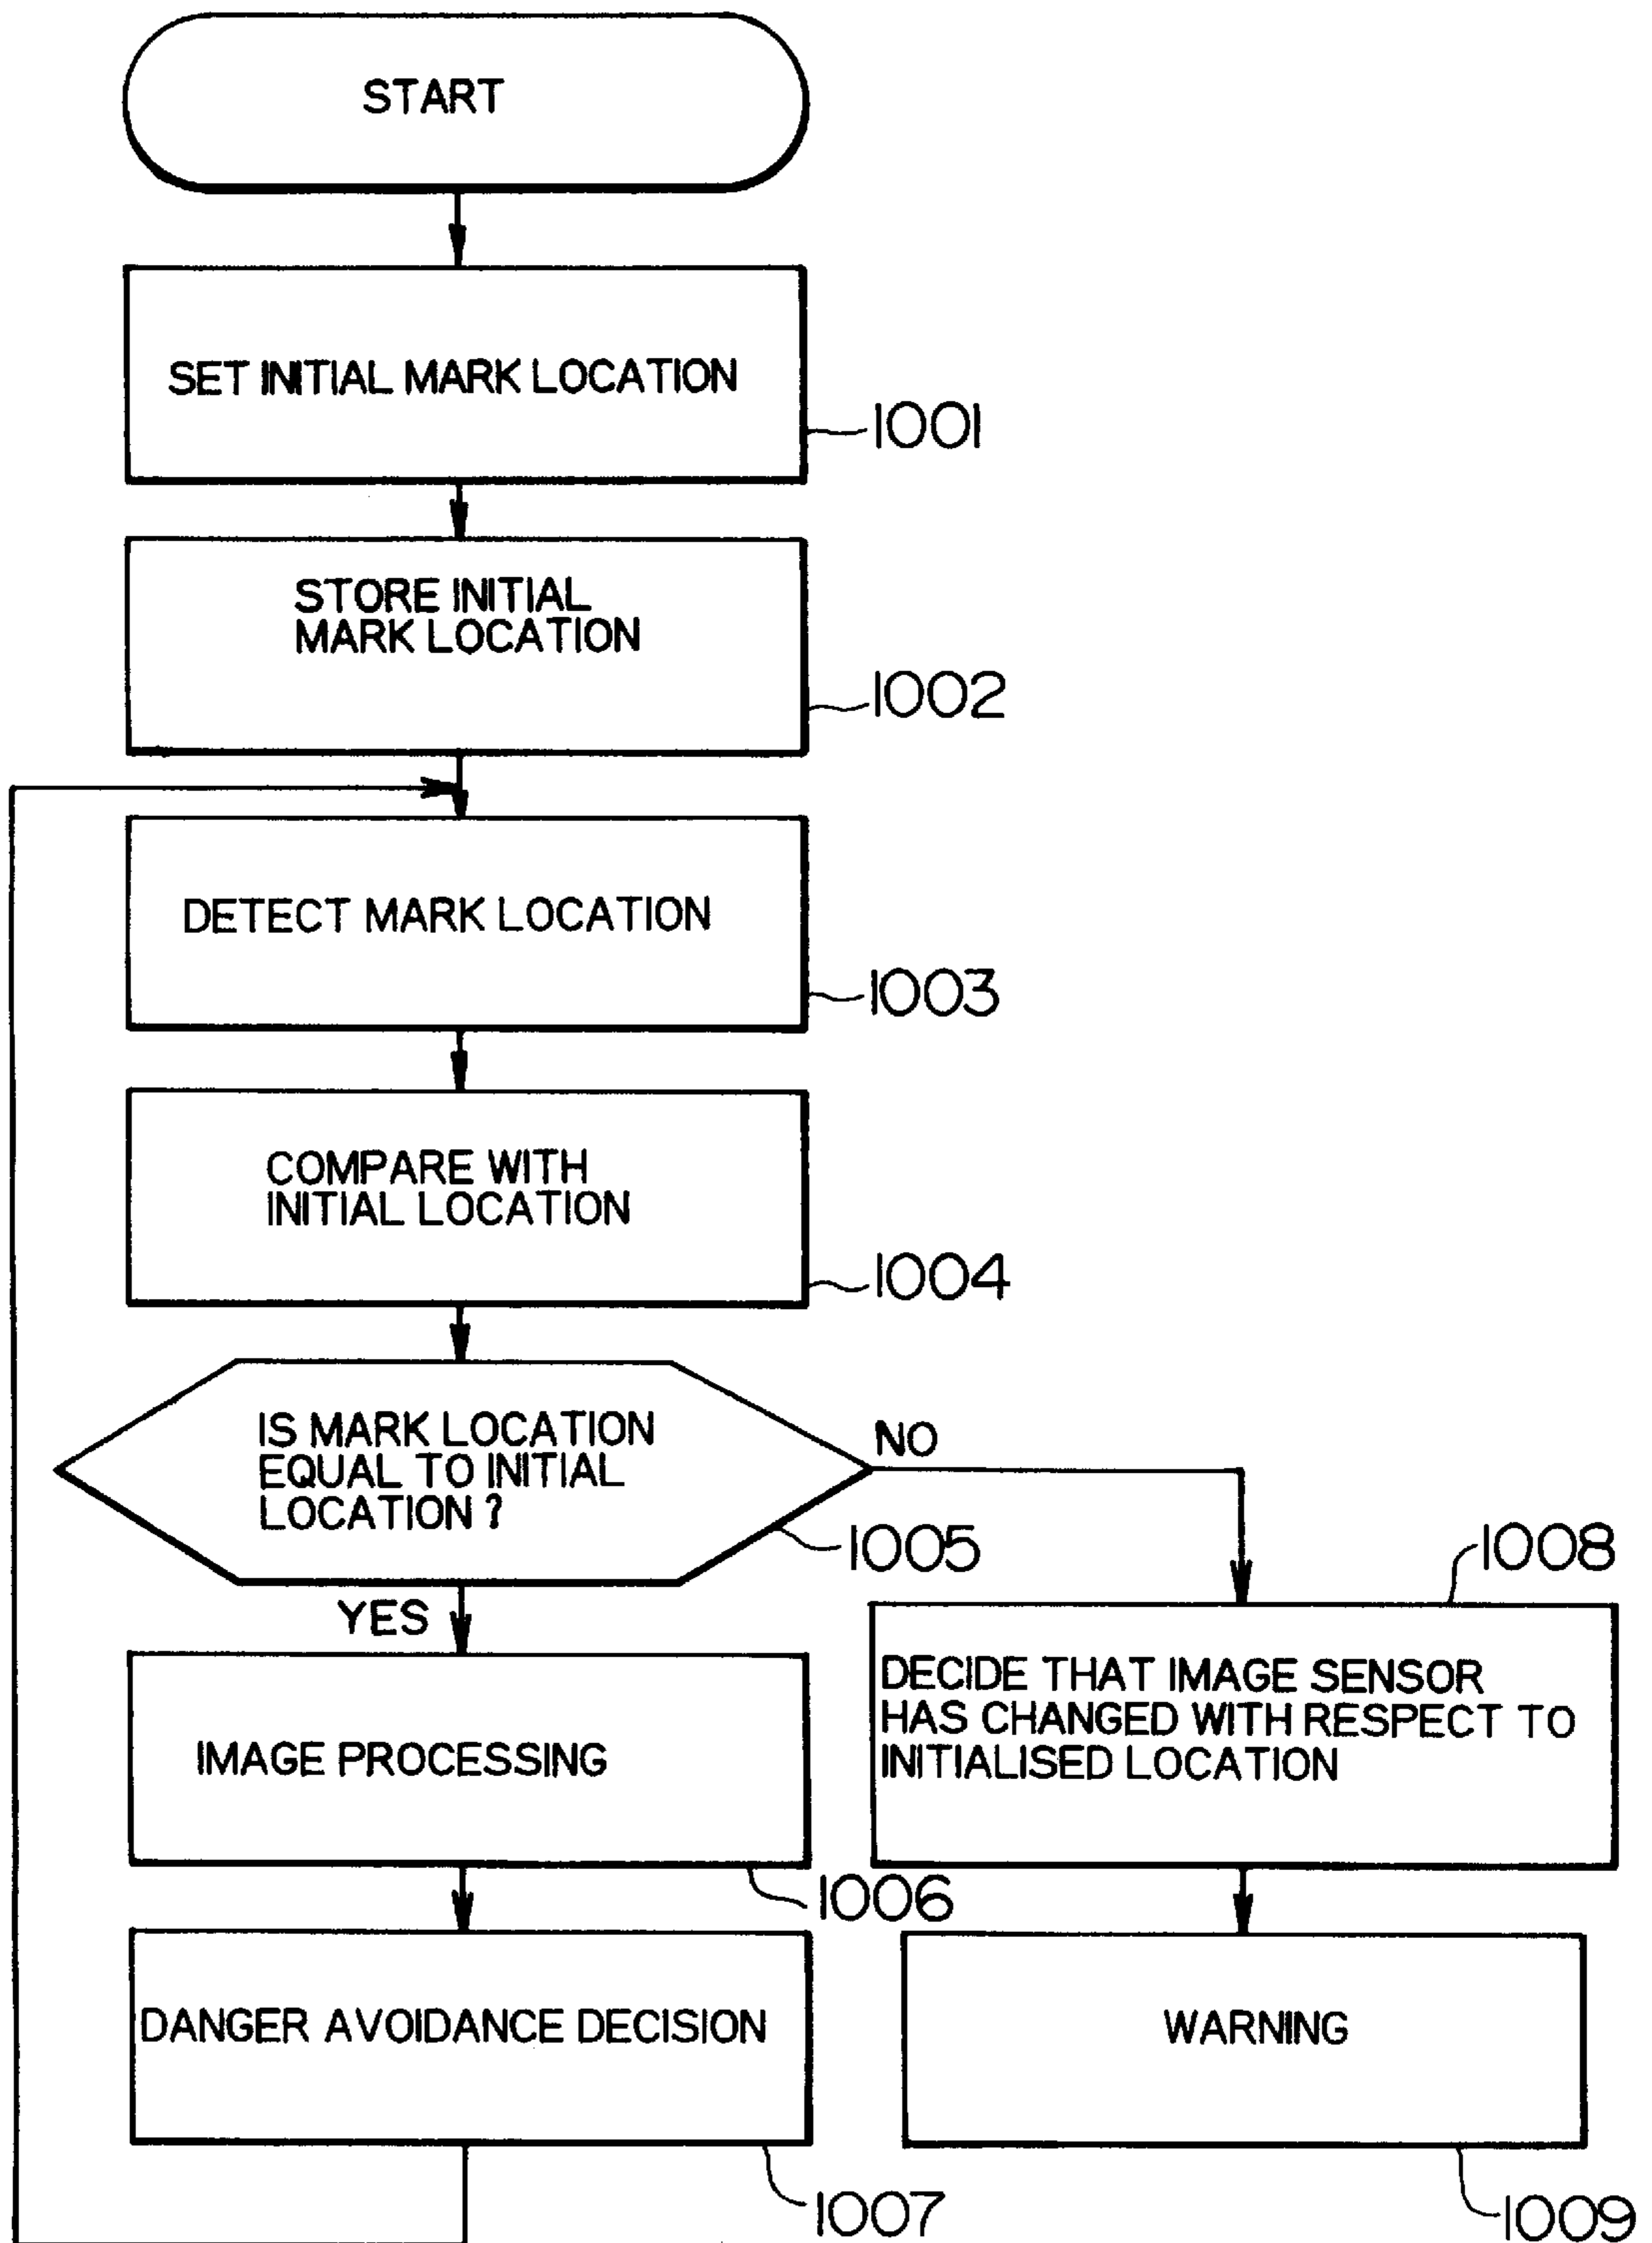 START
SET INITIAL MARK LOCATION
1001
STORE INITIAL
MARK LOCATION
1002
DETECT MARK LOCATION
1003
COMPARE WITH
INITIAL LOCATION
1004
IS MARK LOCATION
EQUAL TO INITIAL
LOCATION ?
1005
NO
YES
IMAGE PROCESSING
1006
DANGER AVOIDANCE DECISION
1007
1008
DECIDE THAT IMAGE SENSOR
HAS CHANGED WITH RESPECT TO
INITIALISED LOCATION
WARNING
1009